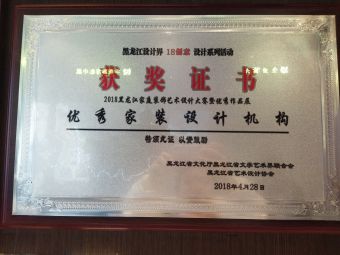 黑龙江设计界 18创意 设计系列活动
获奖证书
2018黑龙江家庭装饰艺术设计大赛暨优秀作品展
优秀家装设计机构
特颁此证 以资鼓励
黑龙江省文化厅黑龙江省文学艺术界联合会
黑龙江省艺术设计协会
2018年4月28日